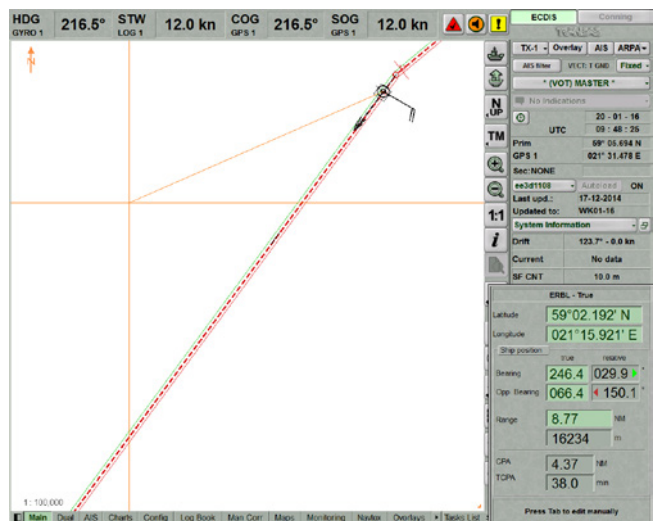 HDG 216.5° STW 12.0 kn COG 216.5° SOG 12.0 kn
GYRO 1 LOG 1 GPS 1 GPS 1
ECDIS Conning
TRANSAS
TX-1 Overlay AIS ARPA
AIS filter VECT: T GND Fixed
* (VOT) MASTER *
No Indications
20 - 01 - 16
UTC 09 : 48 : 25
Prim 59° 05.694 N
GPS 1 021° 31.478 E
Sec: NONE
ee3d1108 Autoload ON
Last upd.: 17-12-2014
Updated to: WK01-16
System Information
Drift 123.7° - 0.0 kn
Current No data
SF CNT 10.0 m
N
N UP
TM
1:1
i
ERBL - True
Latitude 59°02.192' N
Longitude 021°15.921' E
Ship position
true relative
Bearing 246.4 029.9 °
Opp. Bearing 066.4 150.1 °
Range 8.77 NM
16234 m
CPA 4.37 NM
TCPA 38.0 min
Press Tab to edit manually
1 : 100,000
Main Dual AIS Charts Config Log Book Man Corr Maps Monitoring Navtex Overlays Tasks List